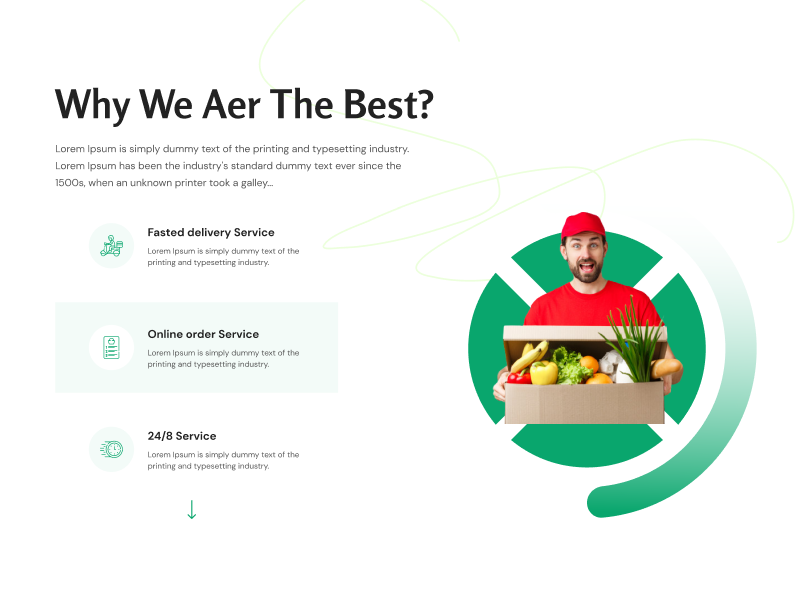 Why We Aer The Best?
Lorem Ipsum is simply dummy text of the printing and typesetting industry.
Lorem Ipsum has been the industry's standard dummy text ever since the
1500s, when an unknown printer took a galley...
Fasted delivery Service
Lorem Ipsum is simply dummy text of the
printing and typesetting industry.
Online order Service
Lorem Ipsum is simply dummy text of the
printing and typesetting industry.
24/8 Service
Lorem Ipsum is simply dummy text of the
printing and typesetting industry.